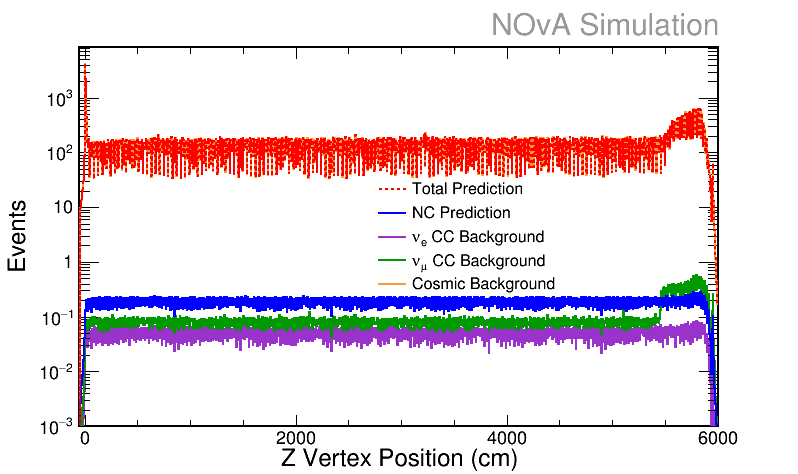 NOvA Simulation
Events
10³
10²
10
1
10⁻¹
10⁻²
10⁻³
Total Prediction
NC Prediction
νₑ CC Background
ν_μ CC Background
Cosmic Background
0 2000 4000 6000
Z Vertex Position (cm)